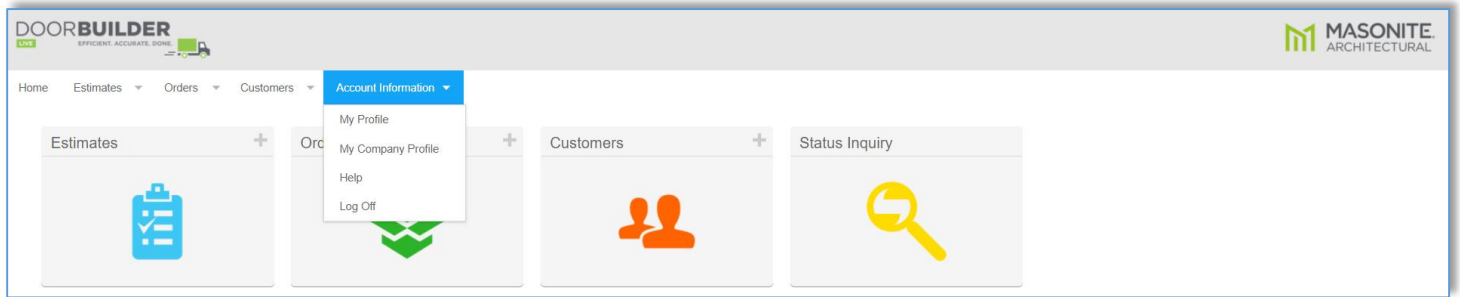 DOORBUILDER
LIVE EFFICIENT. ACCURATE. DONE.
MASONITE.
ARCHITECTURAL
Home Estimates Orders Customers Account Information
My Profile
My Company Profile
Help
Log Off
Estimates Ord Customers Status Inquiry